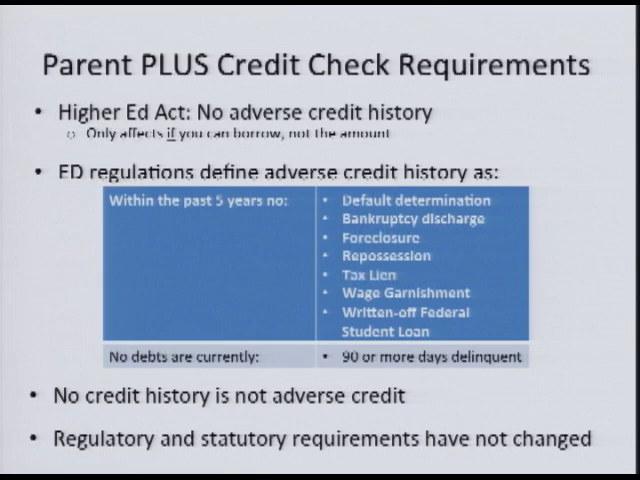 Parent PLUS Credit Check Requirements
• Higher Ed Act: No adverse credit history
○ Only affects if you can borrow, not the amount
• ED regulations define adverse credit history as:
Within the past 5 years no:
• Default determination
• Bankruptcy discharge
• Foreclosure
• Repossession
• Tax Lien
• Wage Garnishment
• Written-off Federal
Student Loan
No debts are currently:
• 90 or more days delinquent
• No credit history is not adverse credit
• Regulatory and statutory requirements have not changed